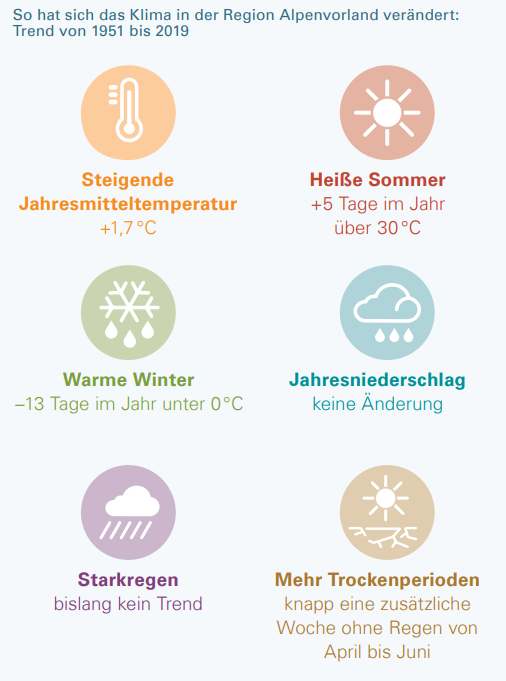 So hat sich das Klima in der Region Alpenvorland verändert:
Trend von 1951 bis 2019
Steigende
Jahresmitteltemperatur
+1,7 °C
Heiße Sommer
+5 Tage im Jahr
über 30 °C
Warme Winter
–13 Tage im Jahr unter 0 °C
Jahresniederschlag
keine Änderung
Starkregen
bislang kein Trend
Mehr Trockenperioden
knapp eine zusätzliche
Woche ohne Regen von
April bis Juni